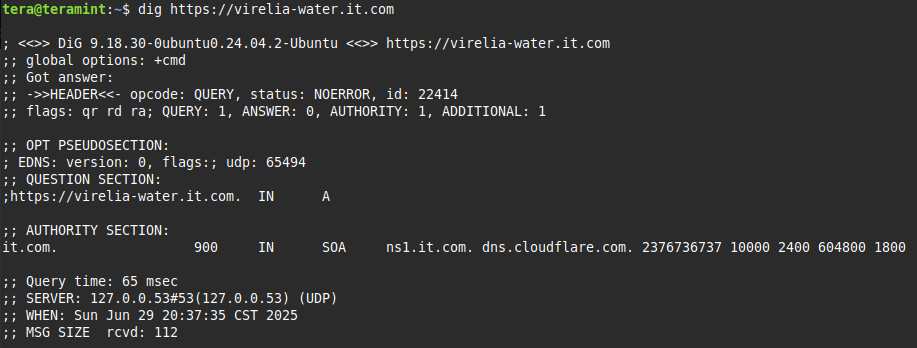 tera@teramint:~$ dig https://virelia-water.it.com
; <<>> DiG 9.18.30-0ubuntu0.24.04.2-Ubuntu <<>> https://virelia-water.it.com
;; global options: +cmd
;; Got answer:
;; ->>HEADER<<- opcode: QUERY, status: NOERROR, id: 22414
;; flags: qr rd ra; QUERY: 1, ANSWER: 0, AUTHORITY: 1, ADDITIONAL: 1
;; OPT PSEUDOSECTION:
; EDNS: version: 0, flags:; udp: 65494
;; QUESTION SECTION:
;https://virelia-water.it.com. IN A
;; AUTHORITY SECTION:
it.com. 900 IN SOA ns1.it.com. dns.cloudflare.com. 2376736737 10000 2400 604800 1800
;; Query time: 65 msec
;; SERVER: 127.0.0.53#53(127.0.0.53) (UDP)
;; WHEN: Sun Jun 29 20:37:35 CST 2025
;; MSG SIZE rcvd: 112